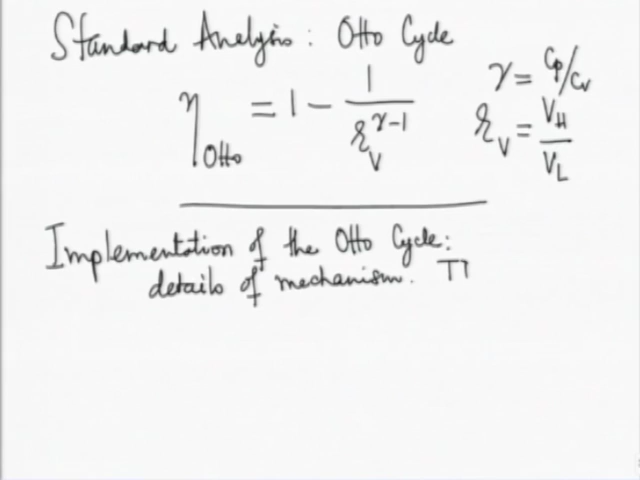 Standard Analysis: Otto Cycle
η_Otto = 1 - 1/r_V^(γ-1)
γ = Cp/Cv
r_V = V_H/V_L
Implementation of the Otto Cycle:
details of mechanism. TI